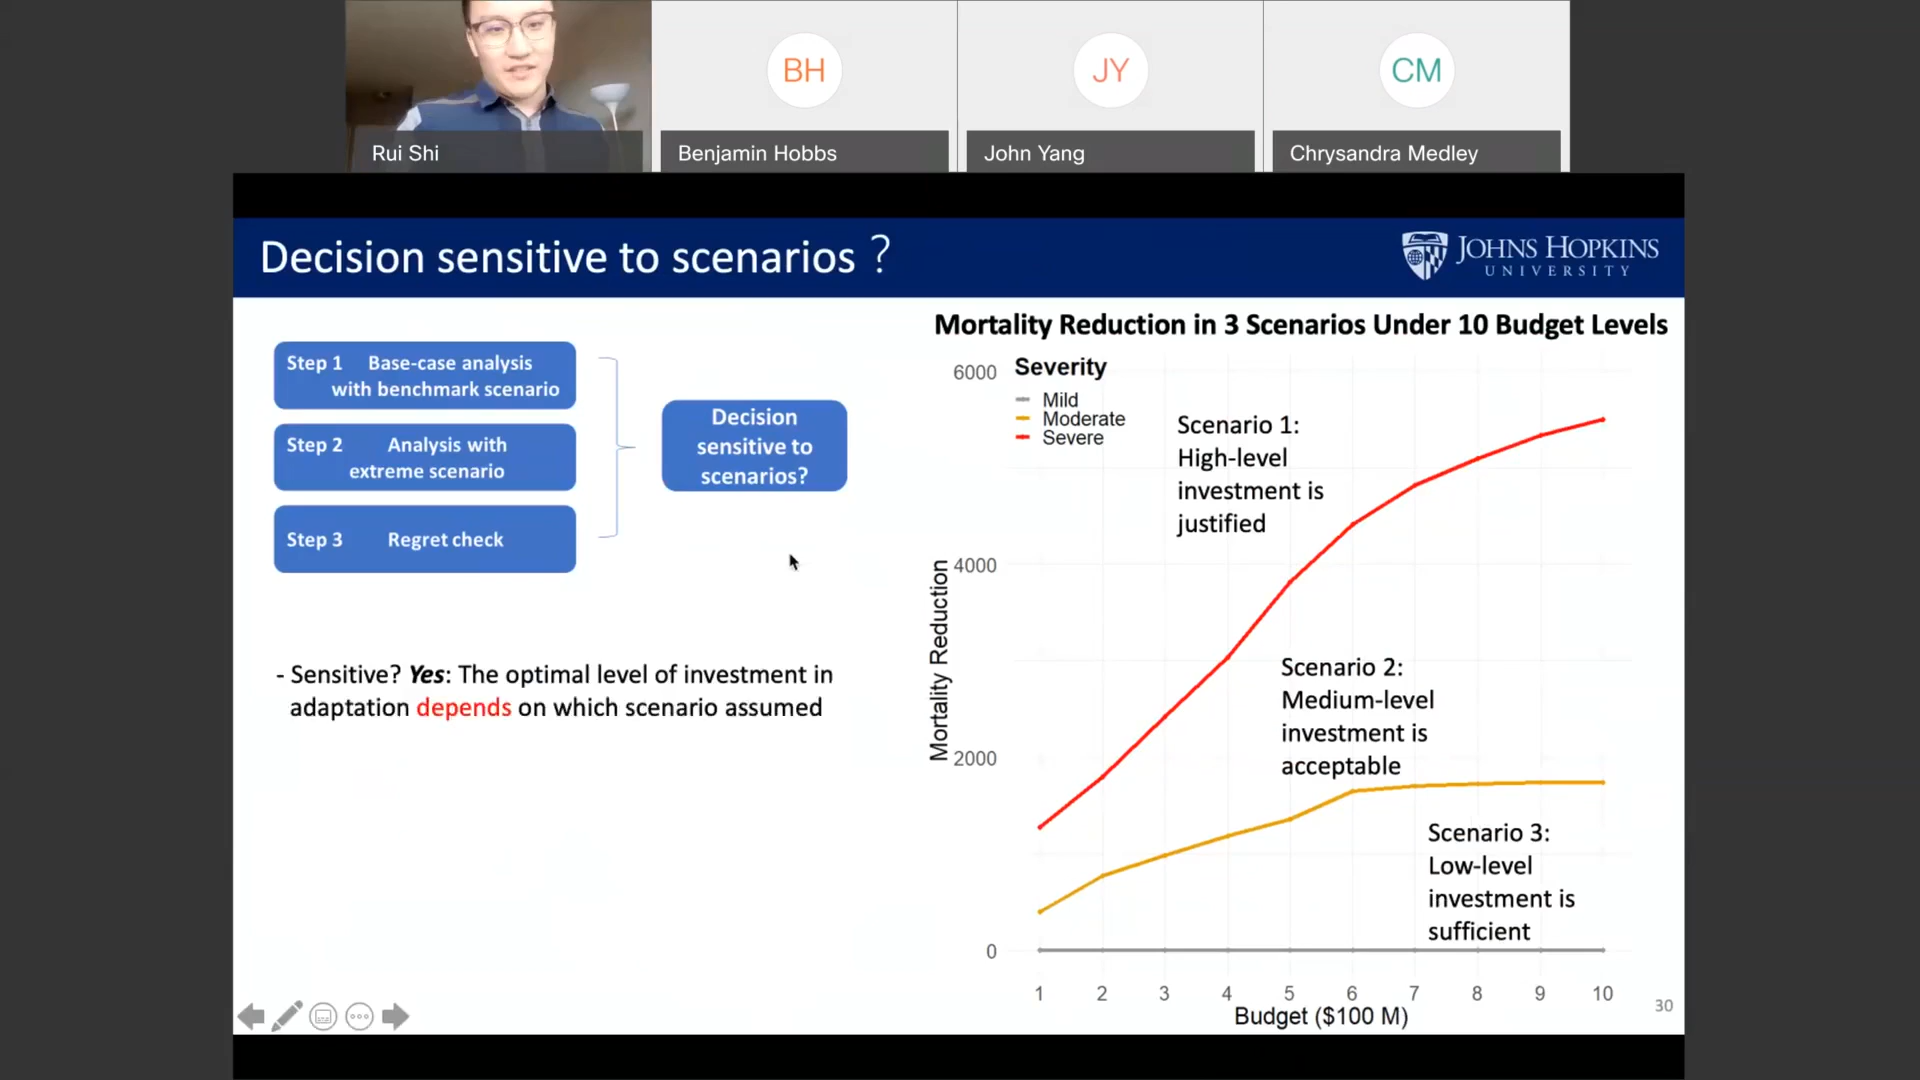 BH
JY
CM
Rui Shi
Benjamin Hobbs
John Yang
Chrysandra Medley
Decision sensitive to scenarios？
JOHNS HOPKINS
UNIVERSITY
Step 1 Base-case analysis
with benchmark scenario
Step 2 Analysis with
extreme scenario
Step 3 Regret check
Decision
sensitive to
scenarios?
- Sensitive? Yes: The optimal level of investment in
adaptation depends on which scenario assumed
Mortality Reduction in 3 Scenarios Under 10 Budget Levels
Severity
Mild
Moderate
Severe
Scenario 1:
High-level
investment is
justified
Scenario 2:
Medium-level
investment is
acceptable
Scenario 3:
Low-level
investment is
sufficient
Mortality Reduction
6000
4000
2000
0
1 2 3 4 5 6 7 8 9 10
Budget ($100 M)
30